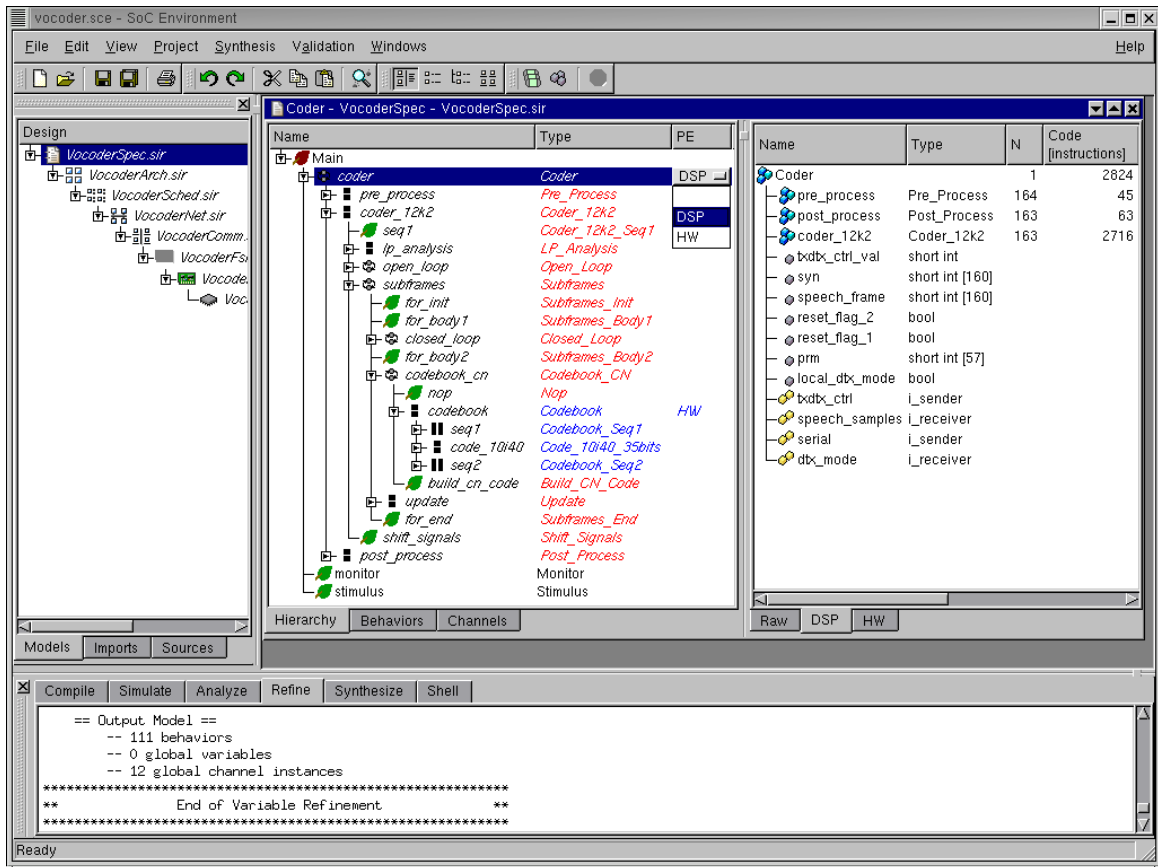 vocoder.sce - SoC Environment
File Edit View Project Synthesis Validation Windows Help
Design
VocoderSpec.sir
VocoderArch.sir
VocoderSched.sir
VocoderNet.sir
VocoderComm.
VocoderFs
Vocode
Voc
Models Imports Sources
Coder - VocoderSpec - VocoderSpec.sir
Name Type PE
Main
coder Coder DSP
pre_process Pre_Process
coder_12k2 Coder_12k2 DSP
seq1 Coder_12k2_Seq1 HW
lp_analysis LP_Analysis
open_loop Open_Loop
subframes Subframes
for_init Subframes_Init
for_body1 Subframes_Body1
closed_loop Closed_Loop
for_body2 Subframes_Body2
codebook_cn Codebook_CN
nop Nop
codebook Codebook HW
seq1 Codebook_Seq1
code_10i40 Code_10i40_35bits
seq2 Codebook_Seq2
build_cn_code Build_CN_Code
update Update
for_end Subframes_End
shift_signals Shift_Signals
post_process Post_Process
monitor Monitor
stimulus Stimulus
Hierarchy Behaviors Channels
Name Type N Code [instructions]
Coder 1 2824
pre_process Pre_Process 164 45
post_process Post_Process 163 63
coder_12k2 Coder_12k2 163 2716
txdtx_ctrl_val short int
syn short int [160]
speech_frame short int [160]
reset_flag_2 bool
reset_flag_1 bool
prm short int [57]
local_dtx_mode bool
txdtx_ctrl i_sender
speech_samples i_receiver
serial i_sender
dtx_mode i_receiver
Raw DSP HW
Compile Simulate Analyze Refine Synthesize Shell
== Output Model ==
-- 111 behaviors
-- 0 global variables
-- 12 global channel instances
***********************************************************
** End of Variable Refinement **
***********************************************************
Ready